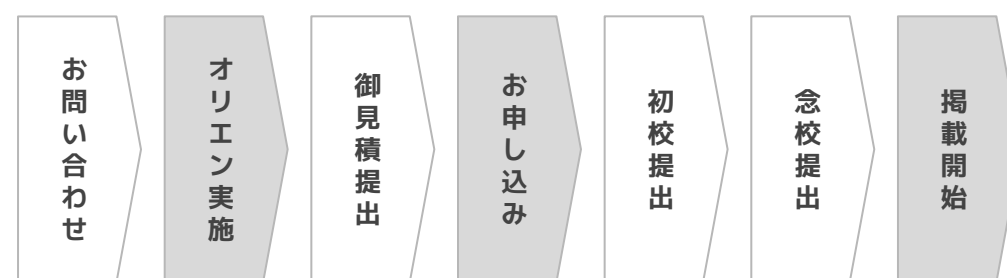 お問い合わせ
オリエン実施
御見積提出
お申し込み
初校提出
念校提出
掲載開始